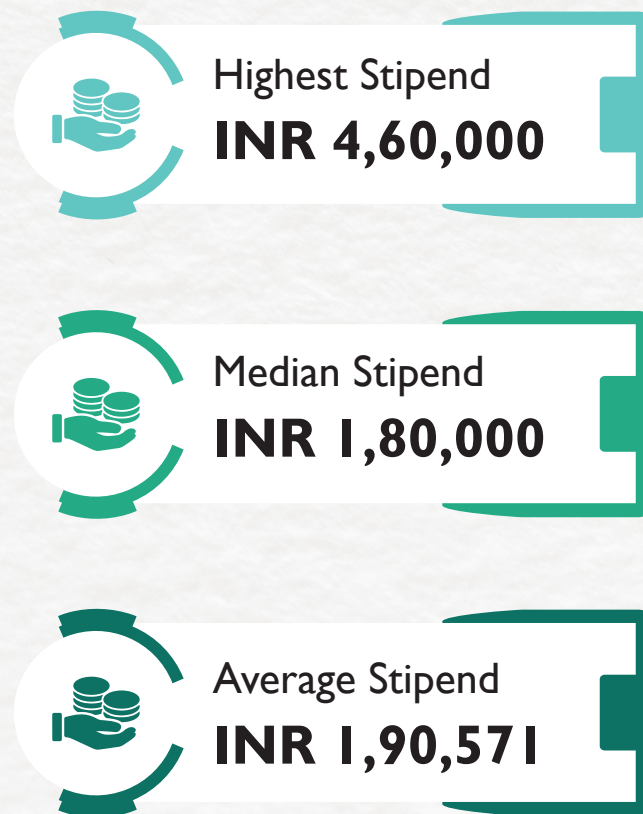 Highest Stipend
INR 4,60,000
Median Stipend
INR 1,80,000
Average Stipend
INR 1,90,571